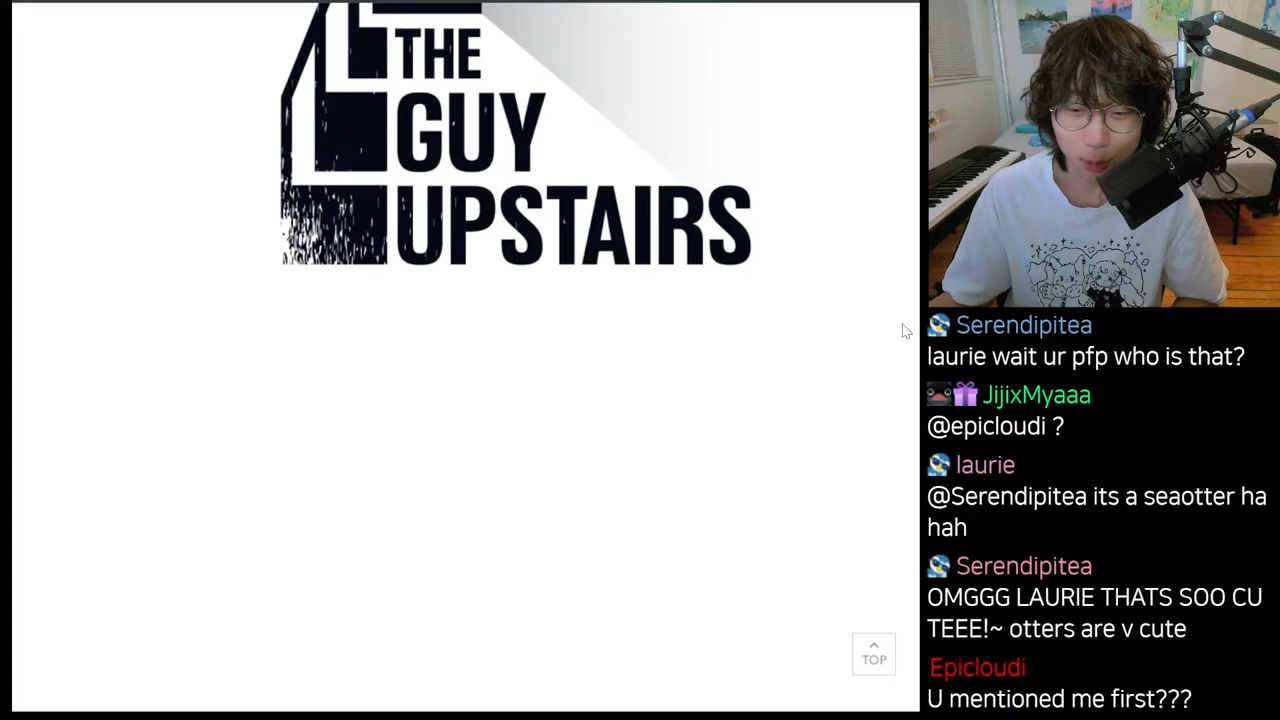 THE
GUY
UPSTAIRS
TOP
Serendipitea
laurie wait ur pfp who is that?
JijixMyaaa
@epicloudi ?
laurie
@Serendipitea its a seaotter ha
hah
Serendipitea
OMGGG LAURIE THATS SOO CU
TEEE!~ otters are v cute
Epicloudi
U mentioned me first???